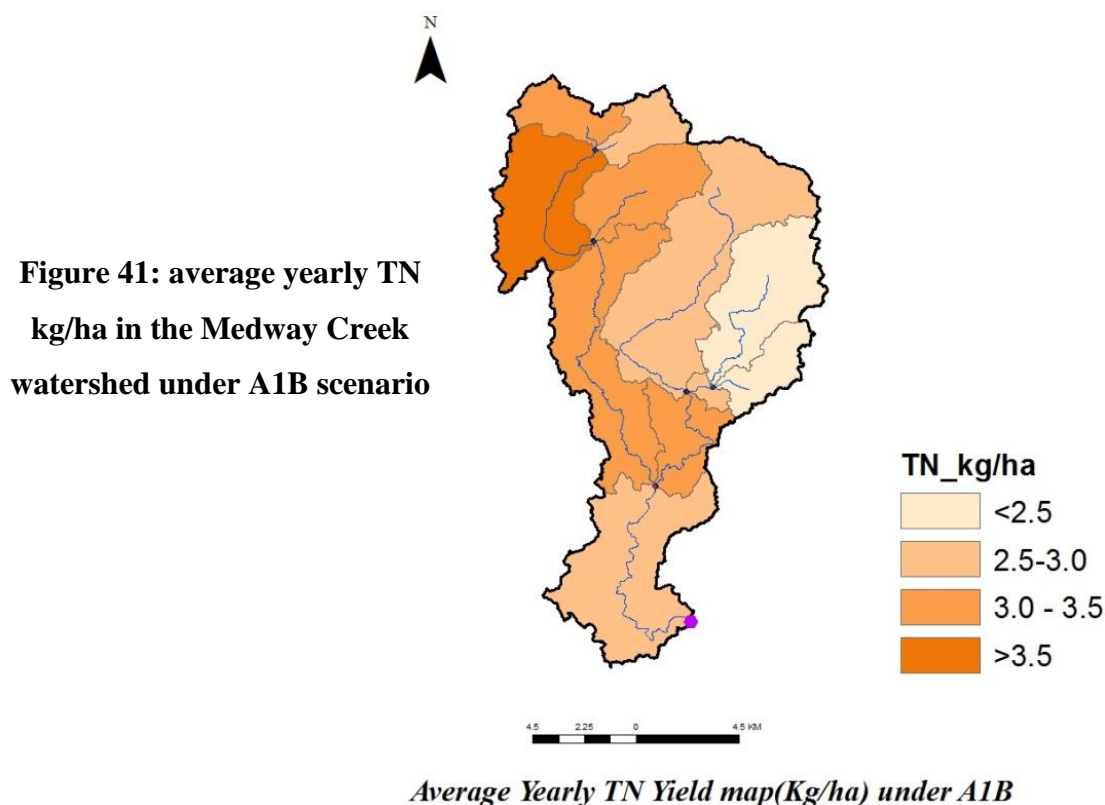 N
Figure 41: average yearly TN
kg/ha in the Medway Creek
watershed under A1B scenario
TN_kg/ha
<2.5
2.5-3.0
3.0 - 3.5
>3.5
4.5 2.25 0 4.5 KM
Average Yearly TN Yield map(Kg/ha) under A1B